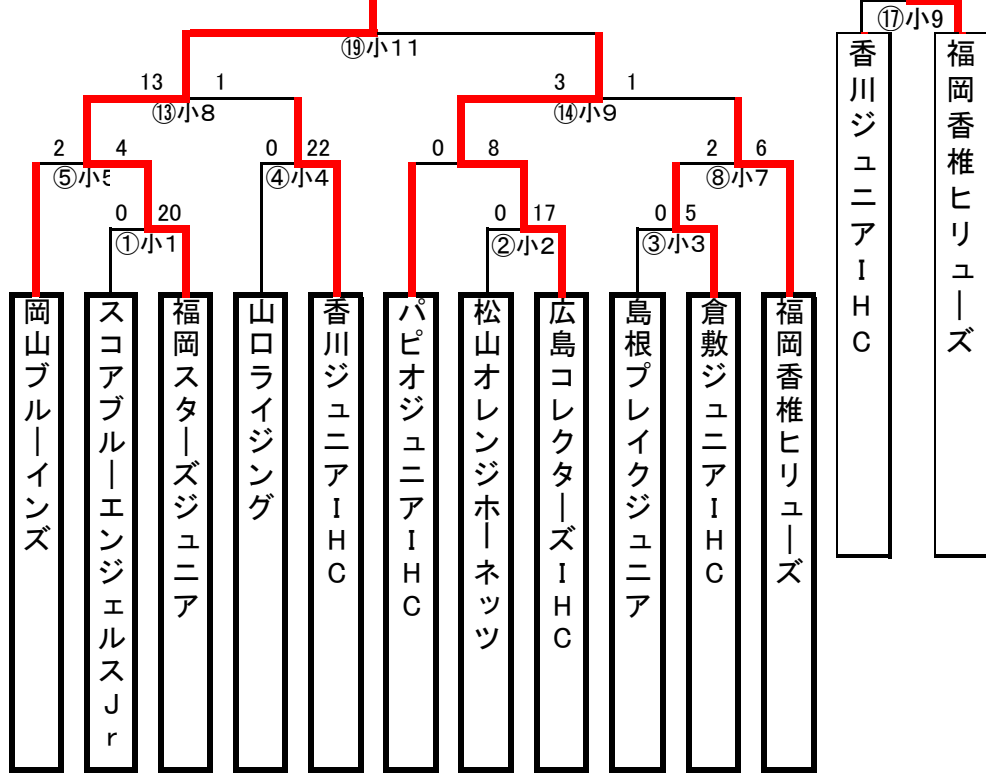 ⑰小9
⑲小11
13 1
⑬小8
3 1
⑭小9
2 4
⑤小5
0 22
④小4
0 8
2 6
⑧小7
0 20
①小1
0 17
②小2
0 5
③小3
岡山ブルーインズ
スコアブルーエンジェルスJr
福岡スターズジュニア
山口ライジング
香川ジュニアIHC
パピオジュニアIHC
松山オレンジホーネッツ
広島コレクターズIHC
島根ブレイクジュニア
倉敷ジュニアIHC
福岡香椎ヒリューズ
香川ジュニアIHC
福岡香椎ヒリューズ